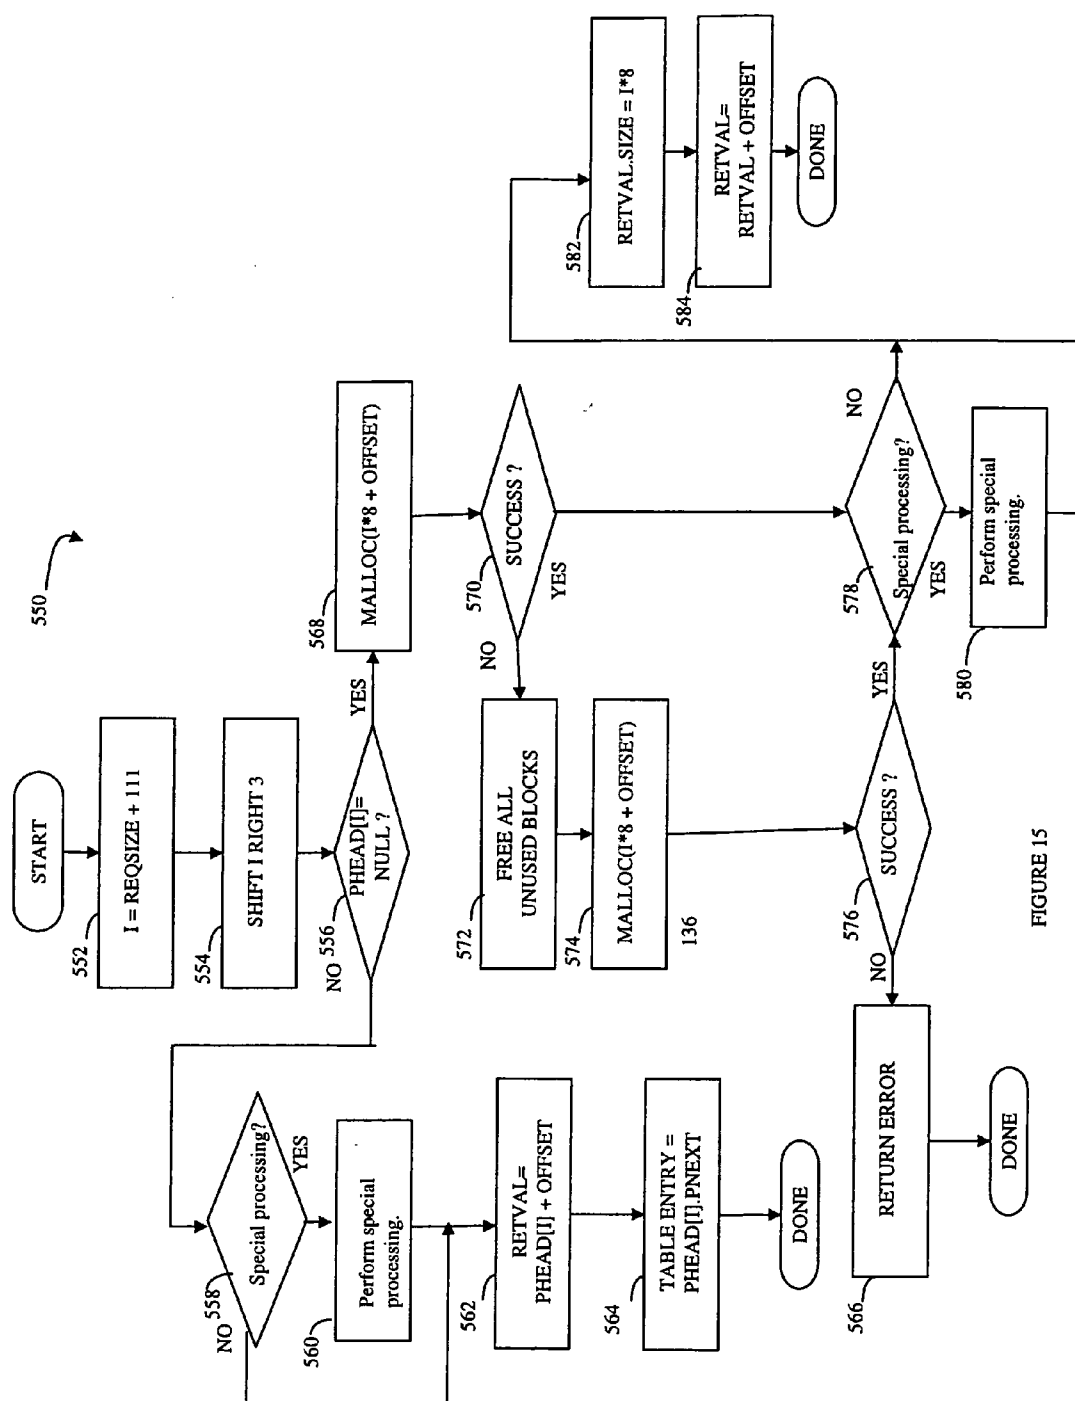 550
START
552
I = REQSIZE + 111
554
SHIFT I RIGHT 3
556
PHEAD[I]=
NULL ?
NO
YES
558
Special processing?
NO
YES
560
Perform special
processing.
562
RETVAL=
PHEAD[I] + OFFSET
564
TABLE ENTRY =
PHEAD[I].PNEXT
DONE
568
MALLOC(I*8 + OFFSET)
570
SUCCESS ?
NO
YES
572
FREE ALL
UNUSED BLOCKS
574
MALLOC(I*8 + OFFSET)
136
576
SUCCESS ?
NO
YES
566
RETURN ERROR
DONE
578
Special processing?
NO
YES
580
Perform special
processing.
582
RETVAL.SIZE = I*8
584
RETVAL=
RETVAL + OFFSET
DONE
FIGURE 15